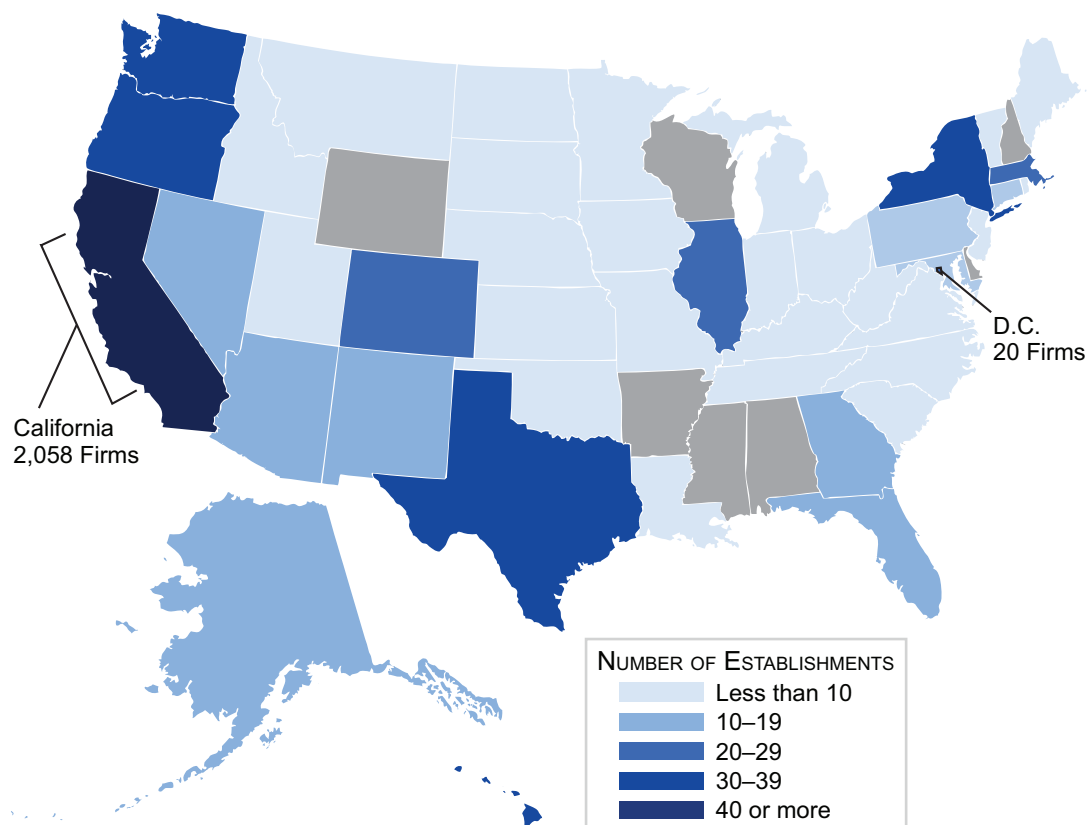 D.C.
20 Firms
California
2,058 Firms
NUMBER OF ESTABLISHMENTS
Less than 10
10–19
20–29
30–39
40 or more